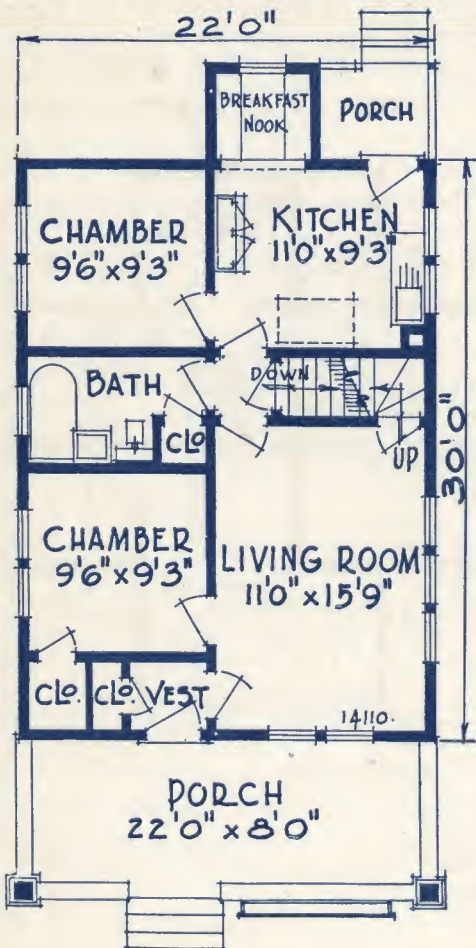 22'0"
BREAKFAST
NOOK
PORCH
CHAMBER
9'6"x9'3"
KITCHEN
11'0"x9'3"
BATH
DOWN
CLO
UP
30'0"
CHAMBER
9'6"x9'3"
LIVING ROOM
11'0"x15'9"
CLO.
CLO.
VEST
14110.
PORCH
22'0" x 8'0"